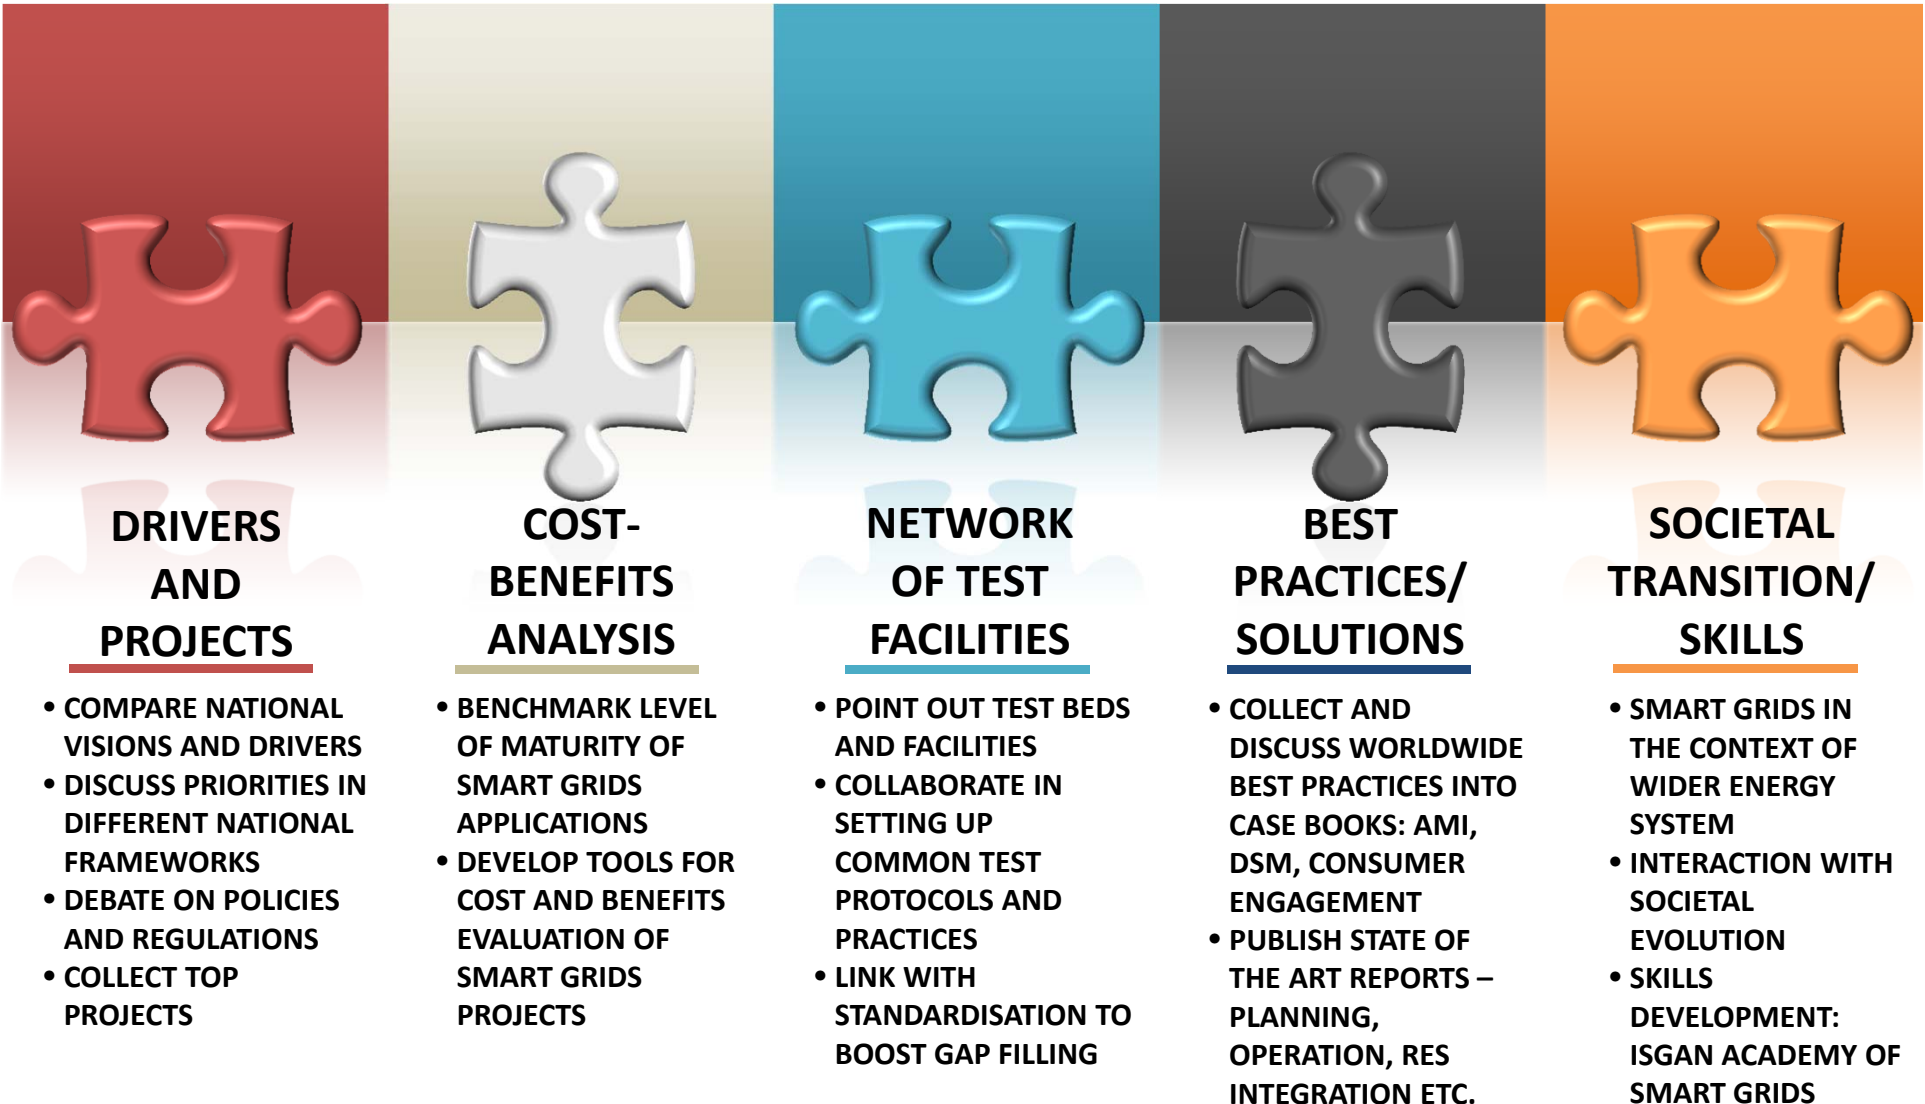 DRIVERS
AND
PROJECTS
• COMPARE NATIONAL
VISIONS AND DRIVERS
• DISCUSS PRIORITIES IN
DIFFERENT NATIONAL
FRAMEWORKS
• DEBATE ON POLICIES
AND REGULATIONS
• COLLECT TOP
PROJECTS
COST-
BENEFITS
ANALYSIS
• BENCHMARK LEVEL
OF MATURITY OF
SMART GRIDS
APPLICATIONS
• DEVELOP TOOLS FOR
COST AND BENEFITS
EVALUATION OF
SMART GRIDS
PROJECTS
NETWORK
OF TEST
FACILITIES
• POINT OUT TEST BEDS
AND FACILITIES
• COLLABORATE IN
SETTING UP
COMMON TEST
PROTOCOLS AND
PRACTICES
• LINK WITH
STANDARDISATION TO
BOOST GAP FILLING
BEST
PRACTICES/
SOLUTIONS
• COLLECT AND
DISCUSS WORLDWIDE
BEST PRACTICES INTO
CASE BOOKS: AMI,
DSM, CONSUMER
ENGAGEMENT
• PUBLISH STATE OF
THE ART REPORTS –
PLANNING,
OPERATION, RES
INTEGRATION ETC.
SOCIETAL
TRANSITION/
SKILLS
• SMART GRIDS IN
THE CONTEXT OF
WIDER ENERGY
SYSTEM
• INTERACTION WITH
SOCIETAL
EVOLUTION
• SKILLS
DEVELOPMENT:
ISGAN ACADEMY OF
SMART GRIDS